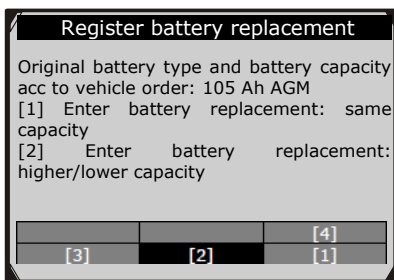 Register battery replacement
Original battery type and battery capacity
acc to vehicle order: 105 Ah AGM
[1] Enter battery replacement: same
capacity
[2] Enter battery replacement:
higher/lower capacity
[4]
[3] [2] [1]